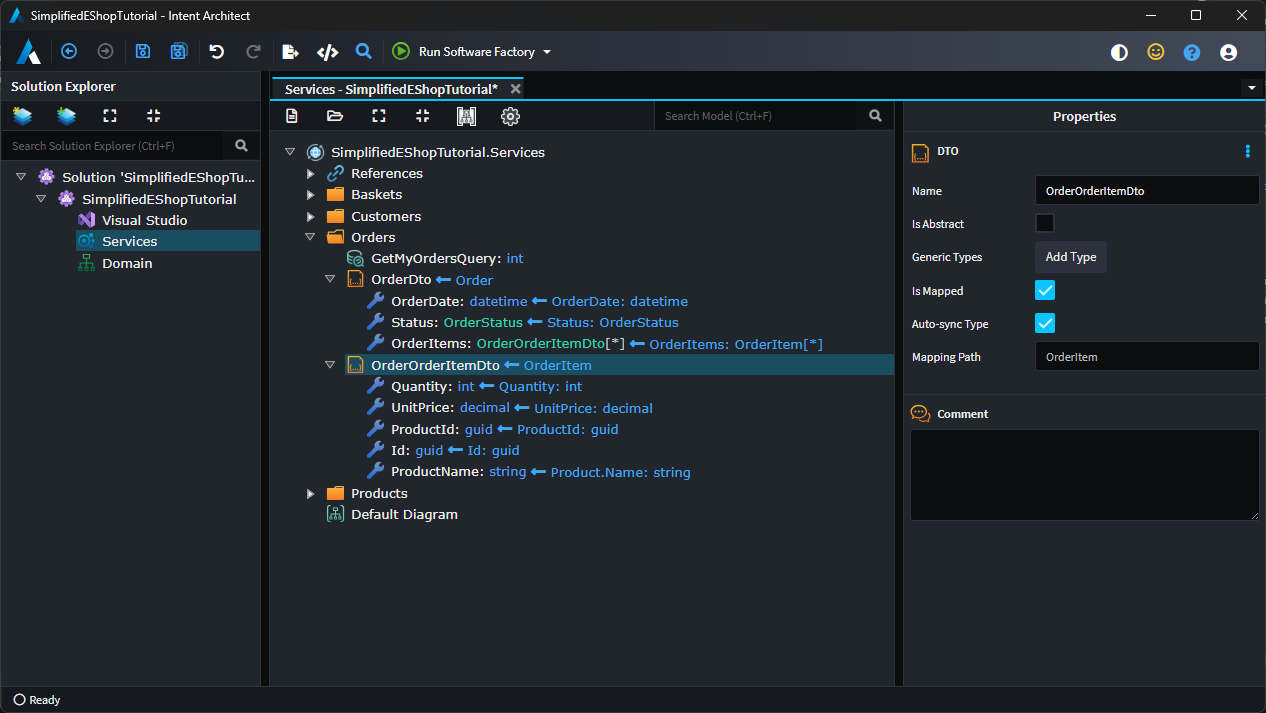 SimplifiedEShopTutorial - Intent Architect
Run Software Factory
Solution Explorer
Search Solution Explorer (Ctrl+F)
Solution 'SimplifiedEShopTu...
SimplifiedEShopTutorial
Visual Studio
Services
Domain
Services - SimplifiedEShopTutorial*
Search Model (Ctrl+F)
SimplifiedEShopTutorial.Services
References
Baskets
Customers
Orders
GetMyOrdersQuery: int
OrderDto ← Order
OrderDate: datetime ← OrderDate: datetime
Status: OrderStatus ← Status: OrderStatus
OrderItems: OrderOrderItemDto[*] ← OrderItems: OrderItem[*]
OrderOrderItemDto ← OrderItem
Quantity: int ← Quantity: int
UnitPrice: decimal ← UnitPrice: decimal
ProductId: guid ← ProductId: guid
Id: guid ← Id: guid
ProductName: string ← Product.Name: string
Products
Default Diagram
Properties
DTO
Name OrderOrderItemDto
Is Abstract
Generic Types Add Type
Is Mapped
Auto-sync Type
Mapping Path OrderItem
Comment
Ready